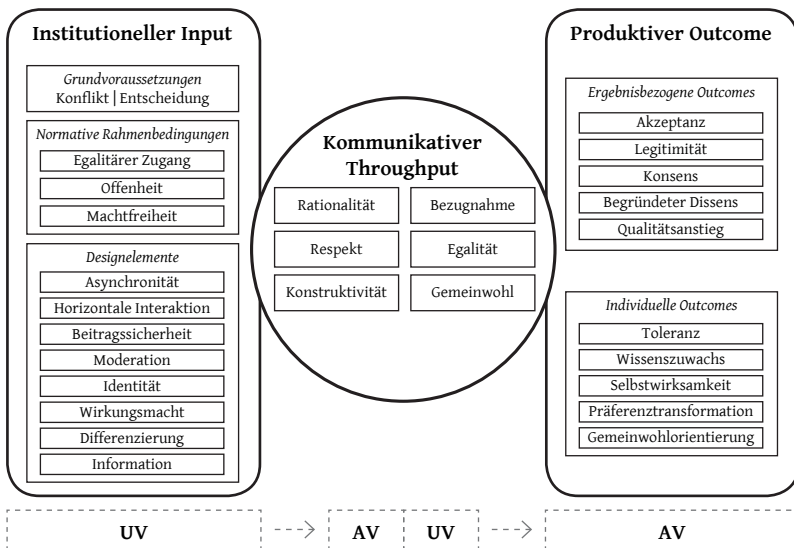 Institutioneller Input
Grundvoraussetzungen
Konflikt | Entscheidung
Normative Rahmenbedingungen
Egalitärer Zugang
Offenheit
Machtfreiheit
Designelemente
Asynchronität
Horizontale Interaktion
Beitragssicherheit
Moderation
Identität
Wirkungsmacht
Differenzierung
Information
Kommunikativer
Throughput
Rationalität
Bezugnahme
Respekt
Egalität
Konstruktivität
Gemeinwohl
Produktiver Outcome
Ergebnisbezogene Outcomes
Akzeptanz
Legitimität
Konsens
Begründeter Dissens
Qualitätsanstieg
Individuelle Outcomes
Toleranz
Wissenszuwachs
Selbstwirksamkeit
Präferenztransformation
Gemeinwohlorientierung
UV
AV
UV
AV